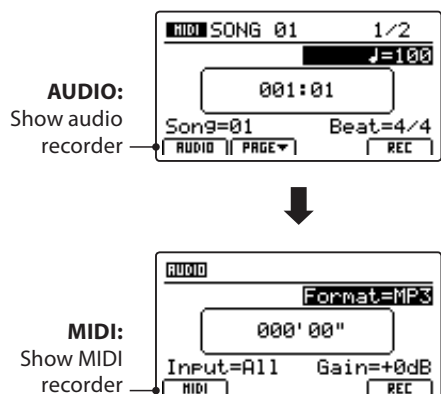 MIDI SONG 01 1/2
♩=100
001:01
Song=01 Beat=4/4
AUDIO PAGE▼ REC
AUDIO:
Show audio
recorder
AUDIO
Format=MP3
000'00"
Input=All Gain=+0dB
MIDI REC
MIDI:
Show MIDI
recorder